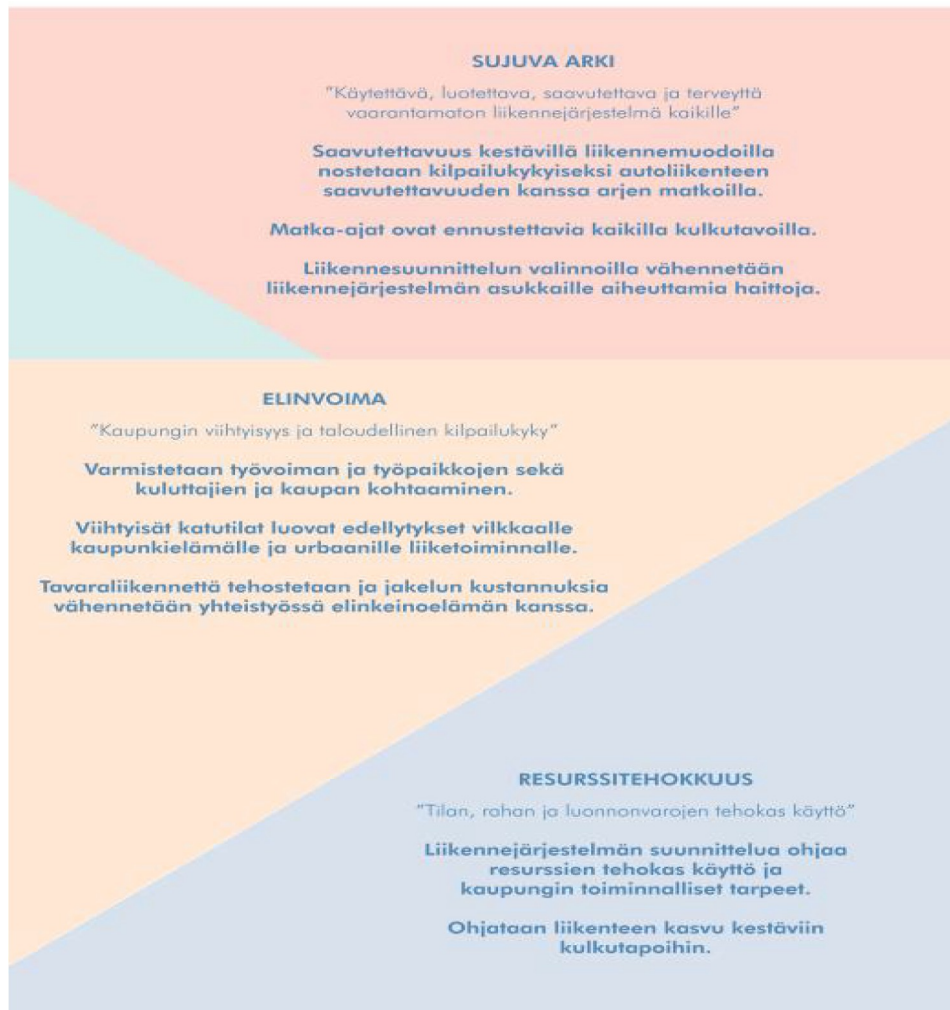 SUJUVA ARKI
"Käytettävä, luotettava, saavutettava ja terveyttä
vaarantamaton liikennejärjestelmä kaikille"
Saavutettavuus kestävillä liikennemuodoilla
nostetaan kilpailukykyiseksi autoliikenteen
saavutettavuuden kanssa arjen matkoilla.
Matka-ajat ovat ennustettavia kaikilla kulkutavoilla.
Liikennesuunnittelun valinnoilla vähennetään
liikennejärjestelmän asukkaille aiheuttamia haittoja.
ELINVOIMA
"Kaupungin viihtyisyys ja taloudellinen kilpailukyky"
Varmistetaan työvoiman ja työpaikkojen sekä
kuluttajien ja kaupan kohtaaminen.
Viihtyisät katutilat luovat edellytykset vilkkaalle
kaupunkielämälle ja urbaanille liiketoiminnalle.
Tavaraliikennettä tehostetaan ja jakelun kustannuksia
vähennetään yhteistyössä elinkeinoelämän kanssa.
RESURSSITEHOKKUUS
"Tilan, rahan ja luonnonvarojen tehokas käyttö"
Liikennejärjestelmän suunnittelua ohjaa
resurssien tehokas käyttö ja
kaupungin toiminnalliset tarpeet.
Ohjataan liikenteen kasvu kestäviin
kulkutapoihin.